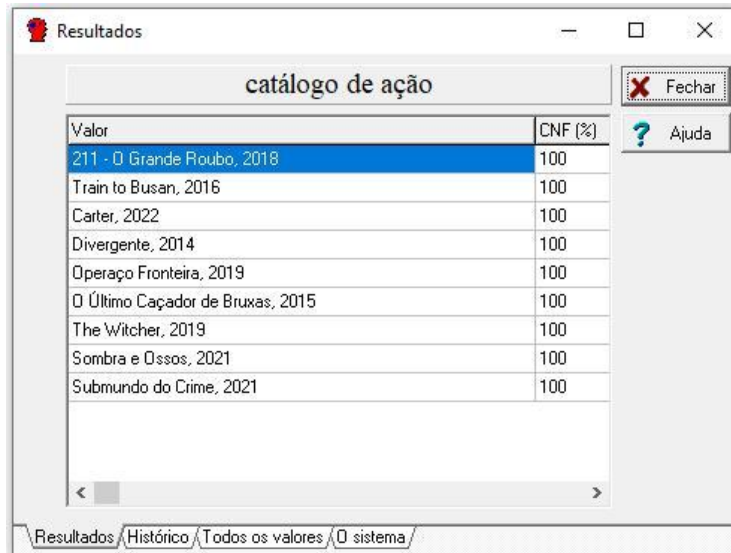 Resultados
catálogo de ação
Fechar
Valor CNF (%)
Ajuda
211 - O Grande Roubo, 2018 100
Train to Busan, 2016 100
Carter, 2022 100
Divergente, 2014 100
Operaço Fronteira, 2019 100
O Último Caçador de Bruxas, 2015 100
The Witcher, 2019 100
Sombra e Ossos, 2021 100
Submundo do Crime, 2021 100
Resultados Histórico Todos os valores O sistema